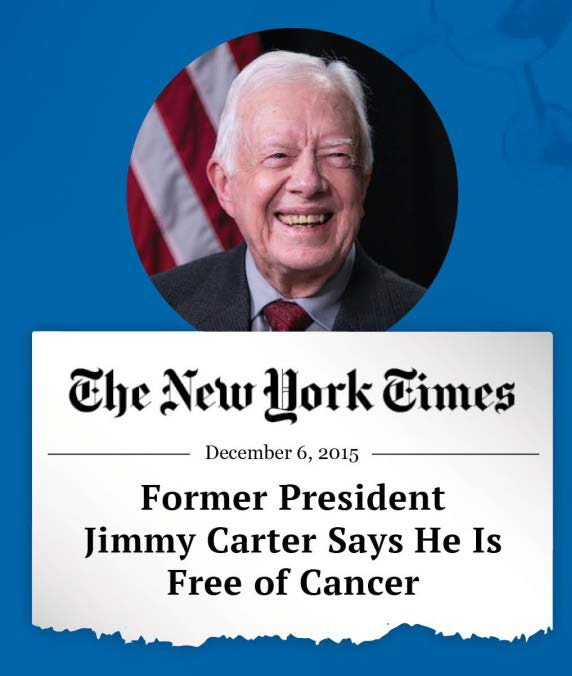 The New York Times
December 6, 2015
Former President
Jimmy Carter Says He Is
Free of Cancer